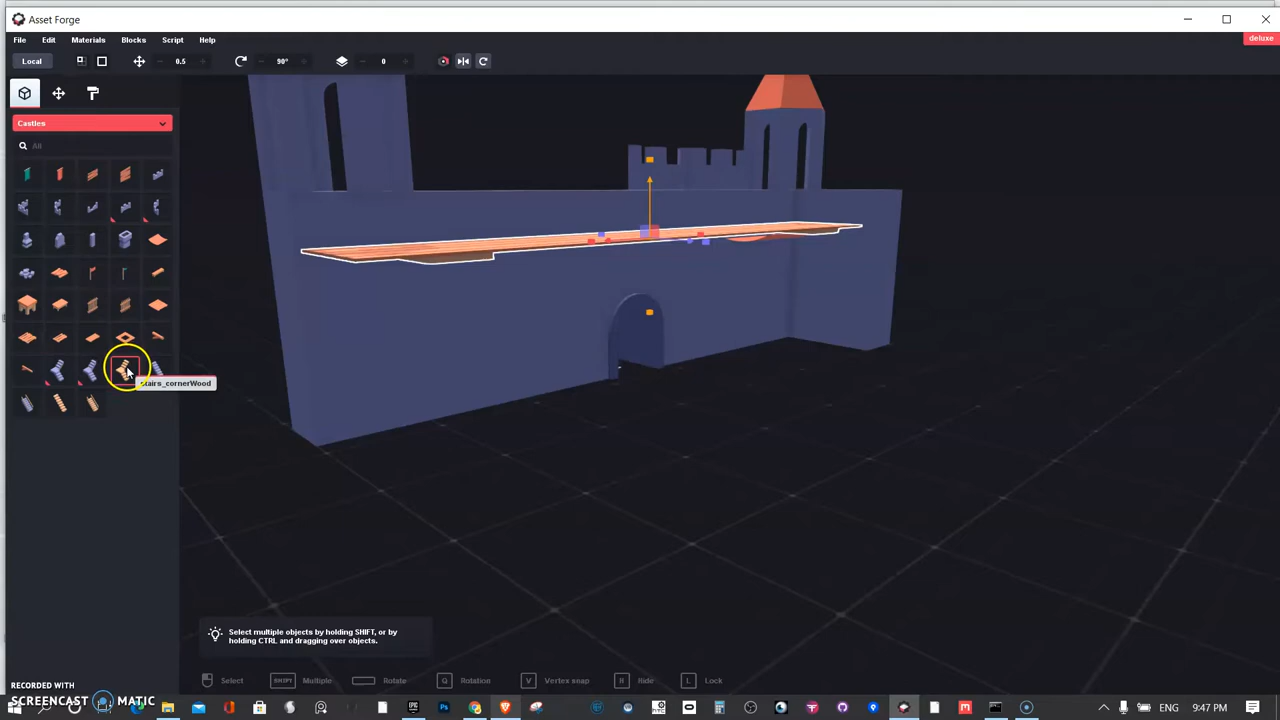 Asset Forge
File Edit Materials Blocks Script Help
deluxe
Local 0.5 90° 0
Castles
All
stairs_cornerWood
Select multiple objects by holding SHIFT, or by
holding CTRL and dragging over objects.
Select SHIFT Multiple Rotate Q Rotation V Vertex snap H Hide L Lock
RECORDED WITH
SCREENCAST MATIC
9:47 PM